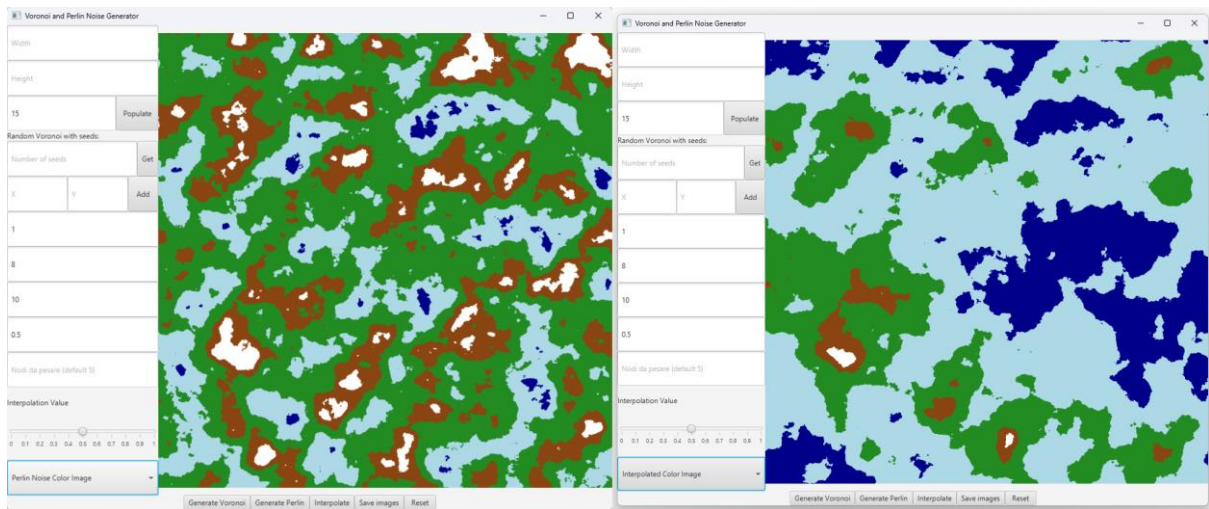 Voronoi and Perlin Noise Generator
Width
Height
15 Populate
Random Voronoi with seeds:
Number of seeds Get
X Y Add
1
8
10
0.5
Nodi da pesare (default 5)
Interpolation Value
0 0.1 0.2 0.3 0.4 0.5 0.6 0.7 0.8 0.9 1
Perlin Noise Color Image
Generate Voronoi Generate Perlin Interpolate Save images Reset
Voronoi and Perlin Noise Generator
Width
Height
15 Populate
Random Voronoi with seeds:
Number of seeds Get
X Y Add
1
8
10
0.5
Nodi da pesare (default 5)
Interpolation Value
0 0.1 0.2 0.3 0.4 0.5 0.6 0.7 0.8 0.9 1
Interpolated Color Image
Generate Voronoi Generate Perlin Interpolate Save images Reset